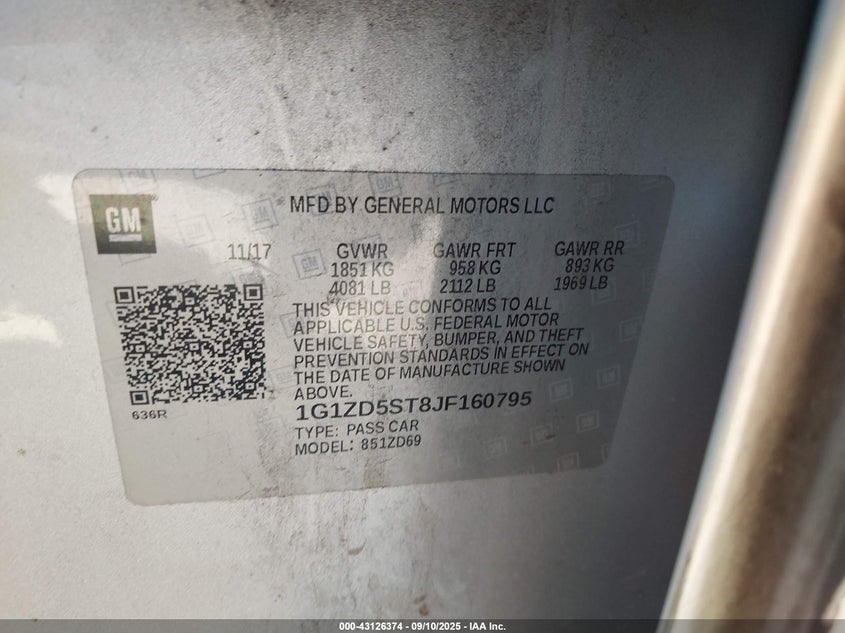 GM
MFD BY GENERAL MOTORS LLC
11/17 GVWR GAWR FRT GAWR RR
1851 KG 958 KG 893 KG
4081 LB 2112 LB 1969 LB
THIS VEHICLE CONFORMS TO ALL
APPLICABLE U.S. FEDERAL MOTOR
VEHICLE SAFETY, BUMPER, AND THEFT
PREVENTION STANDARDS IN EFFECT ON
THE DATE OF MANUFACTURE SHOWN
ABOVE.
1G1ZD5ST8JF160795
636R
TYPE: PASS CAR
MODEL: 851ZD69
000-43126374 - 09/10/2025 - IAA Inc.